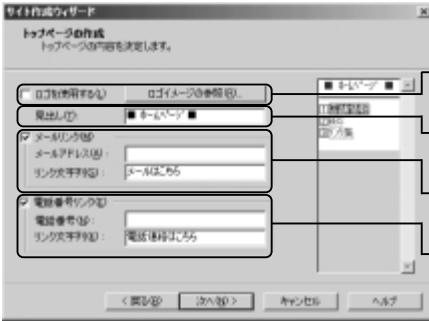 サイト作成ウィザード
トップページの作成
トップページの内容を決定します。
ロゴを使用する(L)
ロゴイメージの参照(R)...
見出し(T):
■ ホームページ ■
メールリンク(M)
メールアドレス(A):
リンク文字列(S):
メールはこちら
電話番号リンク(I)
電話番号(P):
リンク文字列(K):
電話連絡はこちら
■ ホームページ ■
< 戻る(B)
次へ(N) >
キャンセル
ヘルプ